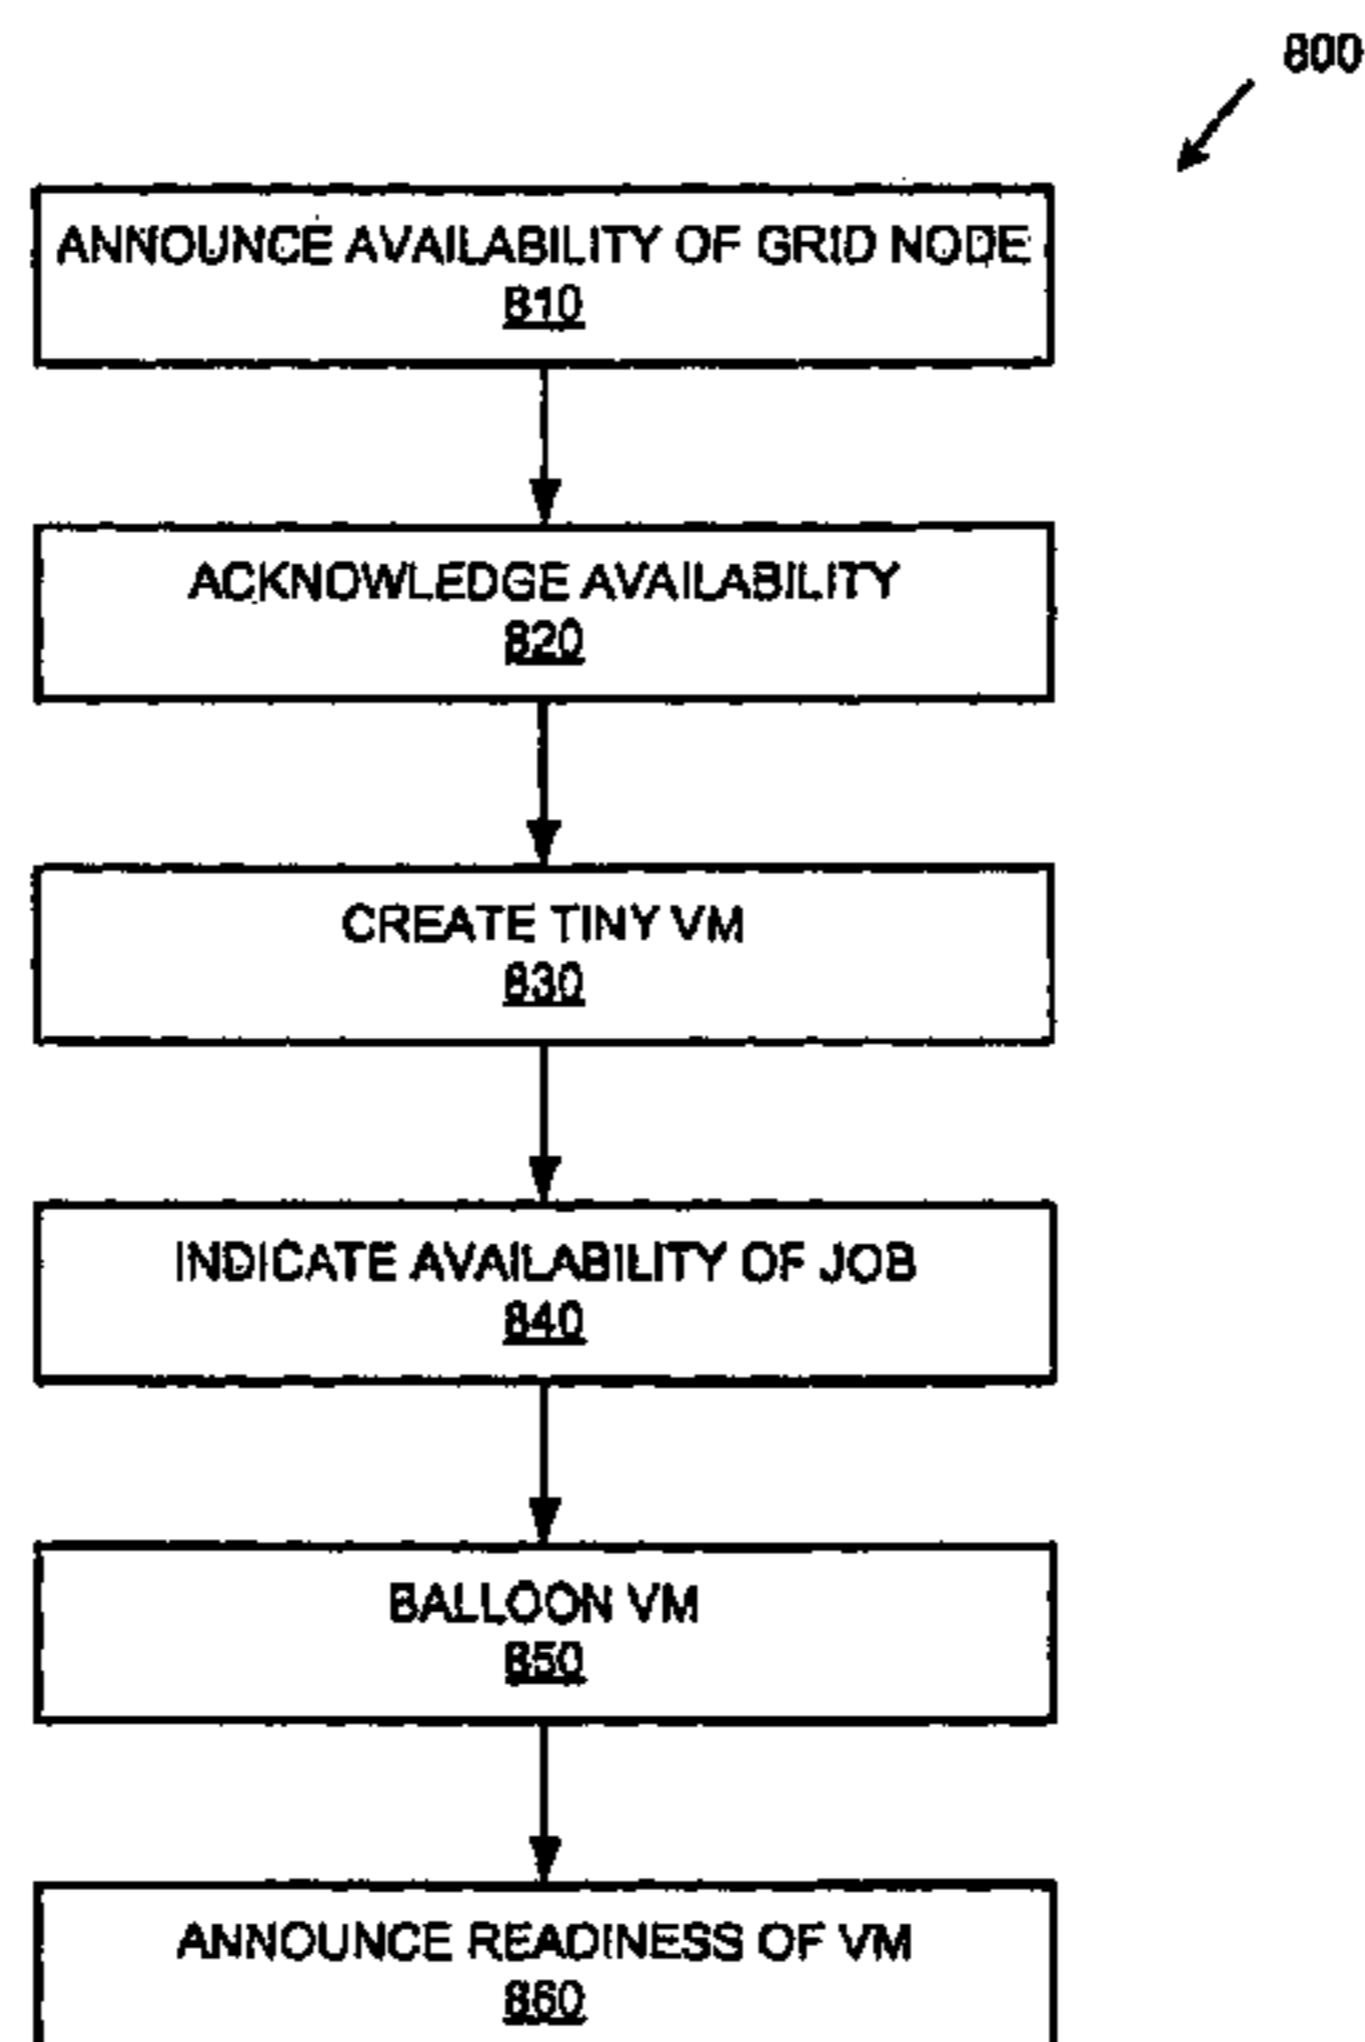 800
ANNOUNCE AVAILABILITY OF GRID NODE
810
ACKNOWLEDGE AVAILABILITY
820
CREATE TINY VM
830
INDICATE AVAILABILITY OF JOB
840
BALLOON VM
850
ANNOUNCE READINESS OF VM
860